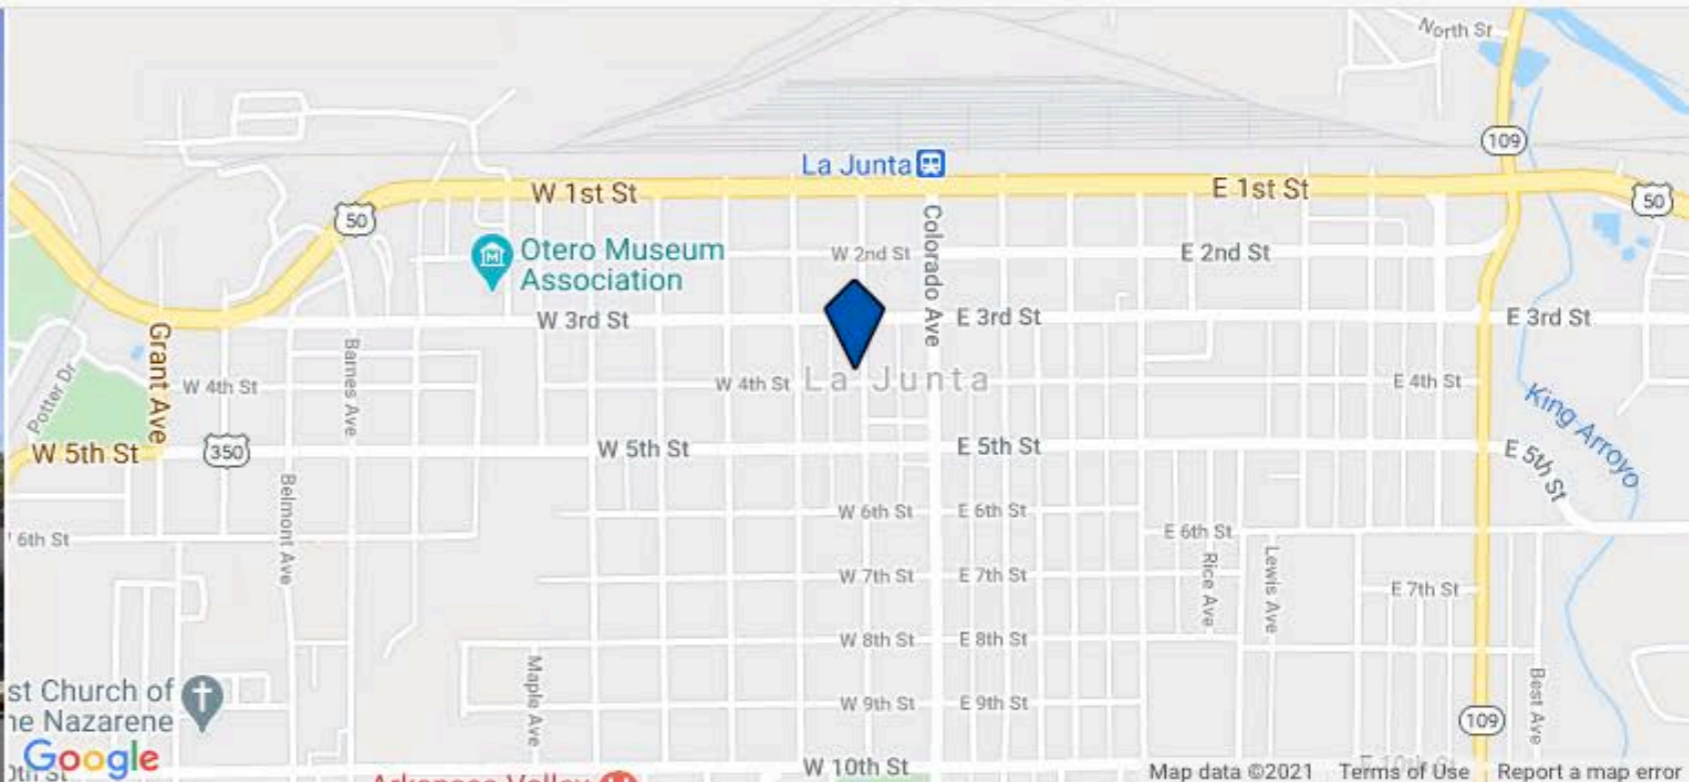 North St
109
La Junta
W 1st St
E 1st St
50
50
Colorado Ave
Otero Museum
Association
W 2nd St
E 2nd St
W 3rd St
E 3rd St
E 3rd St
Grant Ave
Barnes Ave
Potter Dr
W 4th St
W 4th St
La Junta
E 4th St
King Arroyo
W 5th St
350
W 5th St
E 5th St
E 5th St
Belmont Ave
W 6th St
E 6th St
E 6th St
6th St
Rice Ave
Lewis Ave
W 7th St
E 7th St
E 7th St
W 8th St
E 8th St
Maple Ave
Best Ave
st Church of
ne Nazarene
W 9th St
E 9th St
109
Google
W 10th St
E 10th St
Map data ©2021 Terms of Use Report a map error